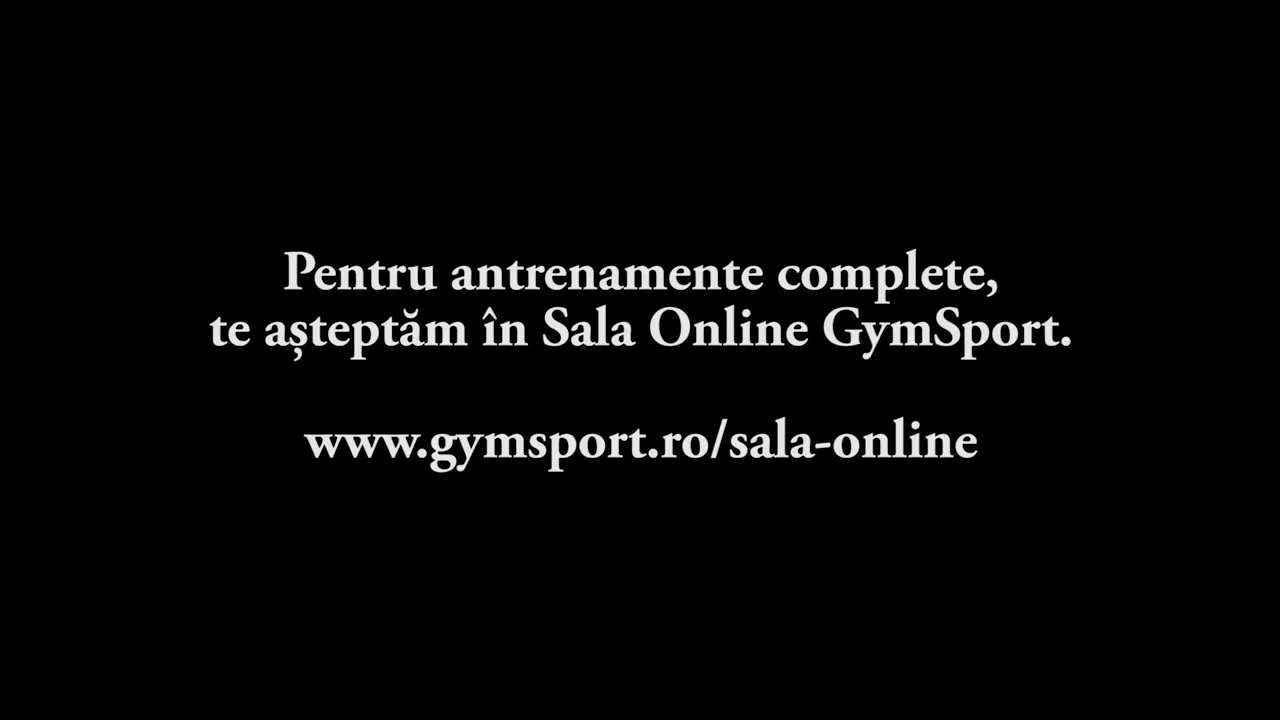 Pentru antrenamente complete,
te așteptăm în Sala Online GymSport.
www.gymsport.ro/sala-online